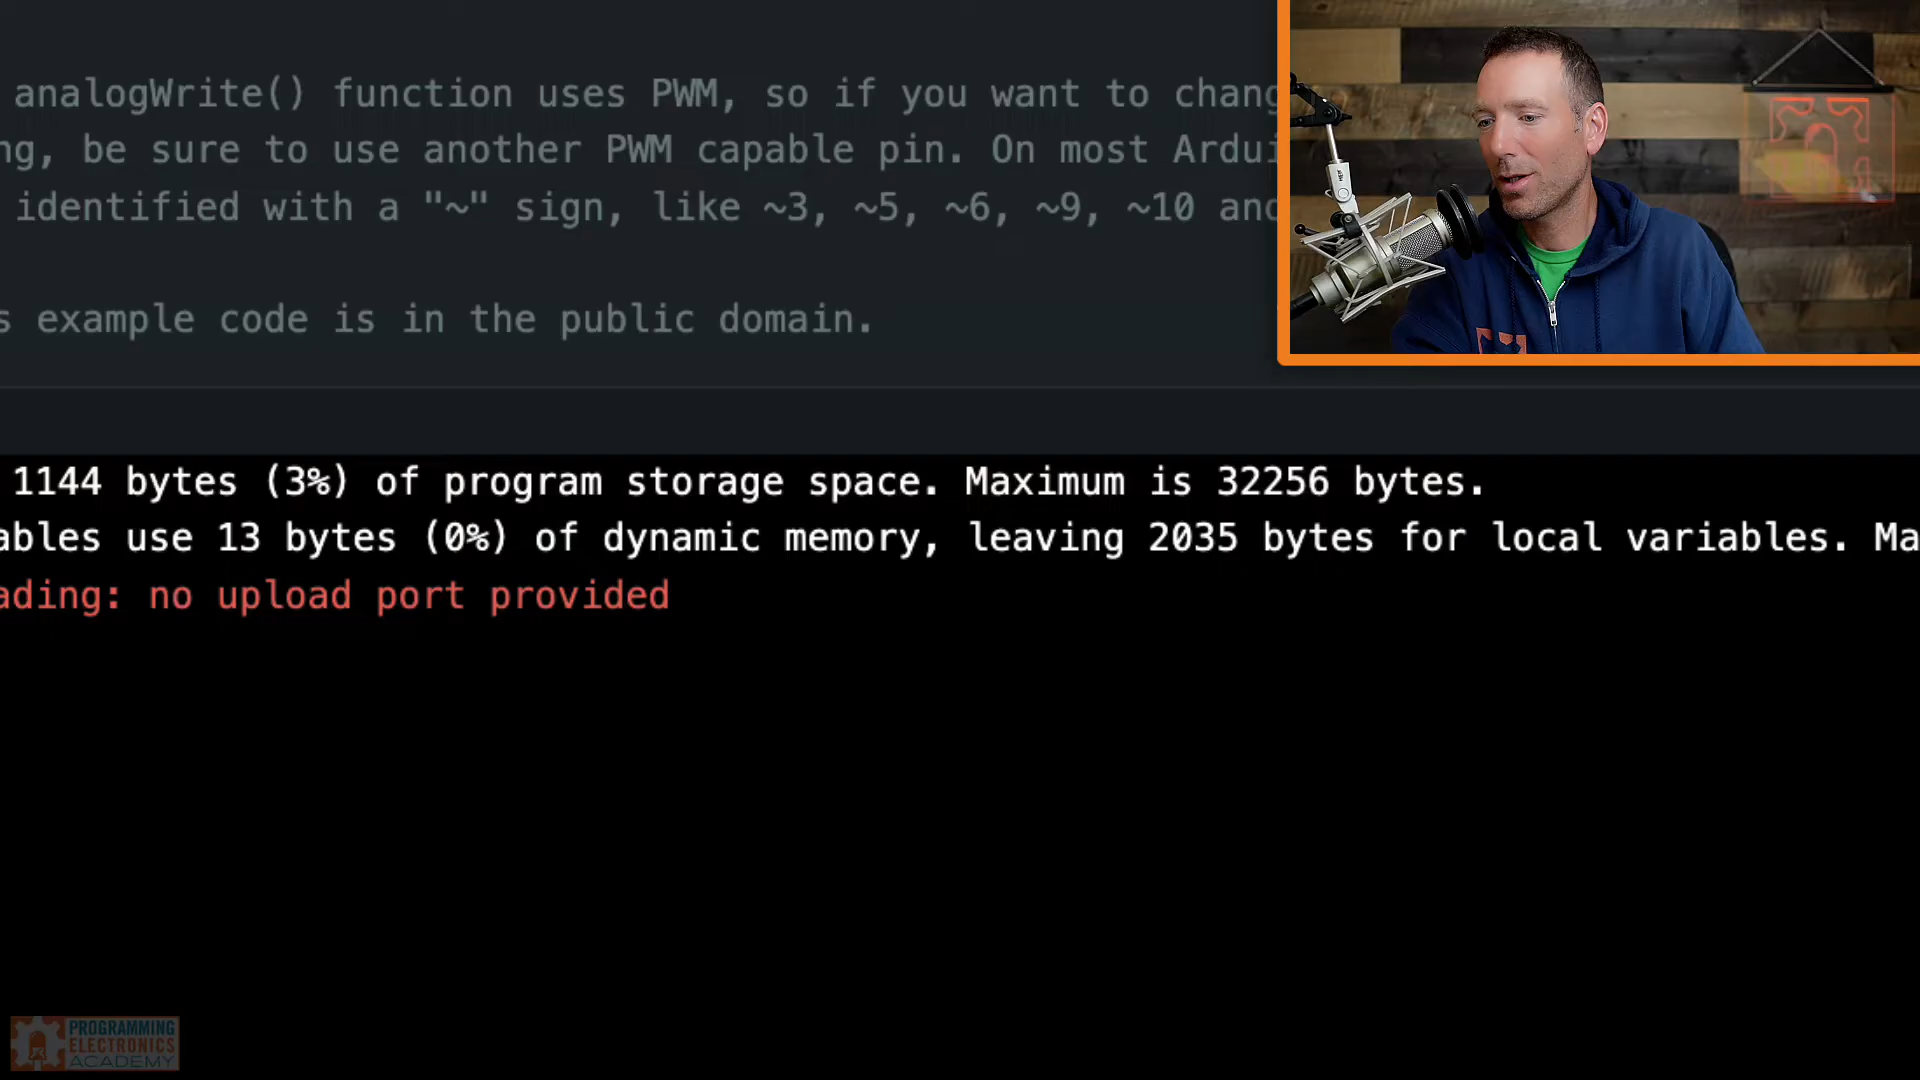 analogWrite() function uses PWM, so if you want to chang
ng, be sure to use another PWM capable pin. On most Ardui
identified with a "~" sign, like ~3, ~5, ~6, ~9, ~10 and
s example code is in the public domain.
1144 bytes (3%) of program storage space. Maximum is 32256 bytes.
ables use 13 bytes (0%) of dynamic memory, leaving 2035 bytes for local variables. Ma
ading: no upload port provided
PROGRAMMING
ELECTRONICS
ACADEMY